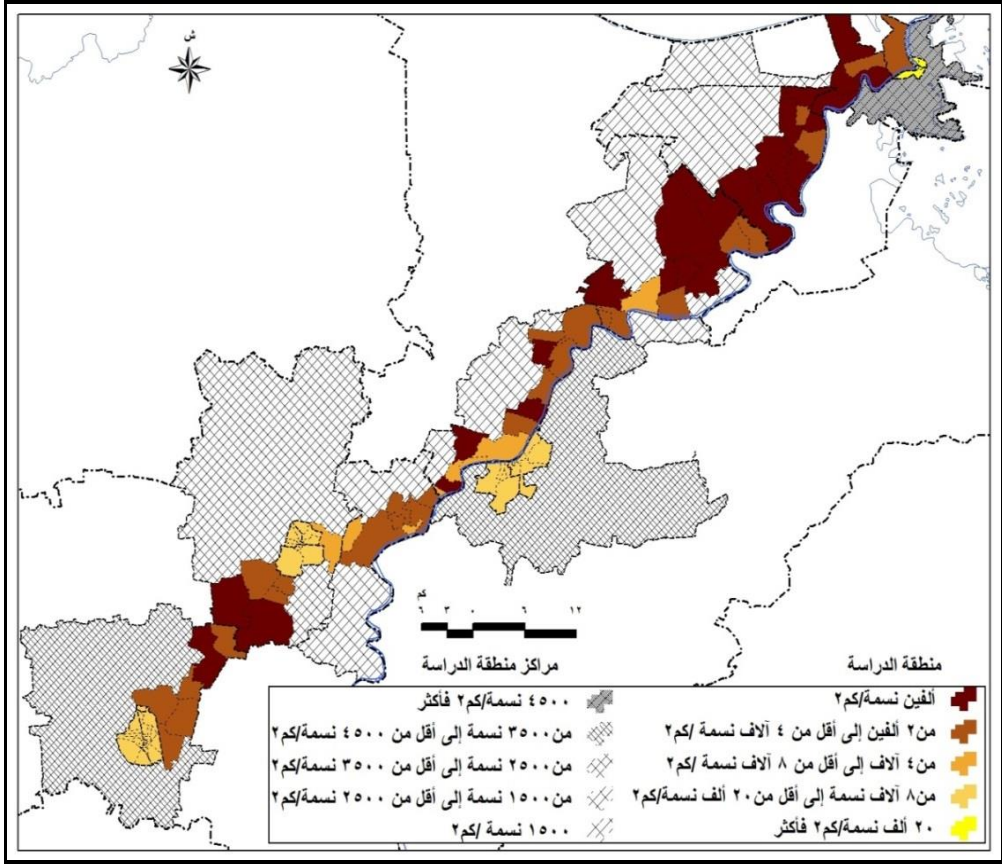 ش
كم
٦ ٣ ٠ ٦ ١٢
منطقة الدراسة
ألفين نسمة/كم٢
من٢ ألفين إلى أقل من ٤ آلاف نسمة /كم٢
من٤ آلاف إلى أقل من ٨ آلاف نسمة /كم٢
من٨ آلاف نسمة إلى أقل من٢٠ ألف نسمة/كم٢
٢٠ ألف نسمة/كم٢ فأكثر
مراكز منطقة الدراسة
٤٥٠٠ نسمة/كم٢ فأكثر
من٣٥٠٠ نسمة إلى أقل من ٤٥٠٠ نسمة/كم٢
من٢٥٠٠ نسمة إلى أقل من ٣٥٠٠ نسمة/كم٢
من١٥٠٠ نسمة إلى أقل من ٢٥٠٠ نسمة/كم٢
١٥٠٠ نسمة /كم٢